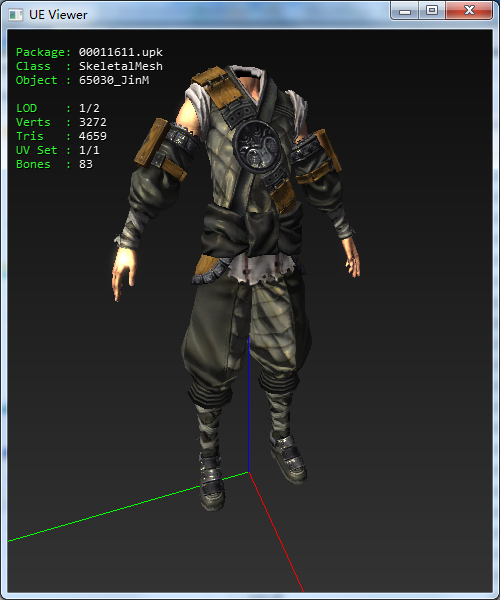 UE Viewer
Package: 00011611.upk
Class : SkeletalMesh
Object : 65030_JinM
LOD : 1/2
Verts : 3272
Tris : 4659
UV Set : 1/1
Bones : 83